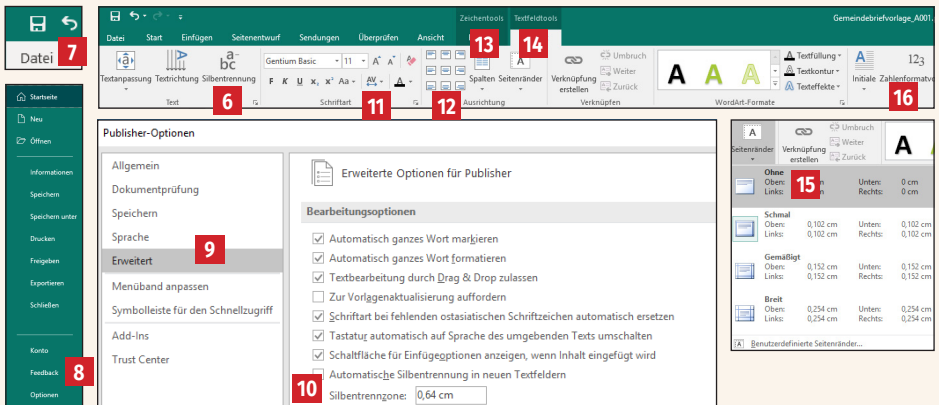 Datei
7
Startseite
Neu
Öffnen
Informationen
Speichern
Speichern unter
Drucken
Freigeben
Exportieren
Schließen
Konto
Feedback
8
Optionen
Zeichentools Textfeldtools
Gemeindebriefvorlage_A001.
Datei Start Einfügen Seitenentwurf Sendungen Überprüfen Ansicht
13 14
Textanpassung Textrichtung Silbentrennung
a-
bc
Gentium Basic 11 A A
F K U x₂ x² Aa AV A
Spalten Seitenränder
Verknüpfung
erstellen
Umbruch
Weiter
Zurück
A A A
Textfüllung
Textkontur
Texteffekte
Initiale Zahlenformatve
123
6 11 12 16
Text Schriftart Ausrichtung Verknüpfen WordArt-Formate
Publisher-Optionen
Allgemein
Dokumentprüfung
Speichern
Sprache
9
Erweitert
Menüband anpassen
Symbolleiste für den Schnellzugriff
Add-Ins
Trust Center
Erweiterte Optionen für Publisher
Bearbeitungsoptionen
Automatisch ganzes Wort markieren
Automatisch ganzes Wort formatieren
Textbearbeitung durch Drag & Drop zulassen
Zur Vorlagenaktualisierung auffordern
Schriftart bei fehlenden ostasiatischen Schriftzeichen automatisch ersetzen
Tastatur automatisch auf Sprache des umgebenden Texts umschalten
Schaltfläche für Einfügeoptionen anzeigen, wenn Inhalt eingefügt wird
Automatische Silbentrennung in neuen Textfeldern
10
Silbentrennzone: 0,64 cm
A
Seitenränder
Verknüpfung
erstellen
Umbruch
Weiter
Zurück
A
Ohne
Oben: 15 Unten: 0 cm
Links: Rechts: 0 cm
Schmal
Oben: 0,102 cm Unten: 0,102 cm
Links: 0,102 cm Rechts: 0,102 cm
Gemäßigt
Oben: 0,152 cm Unten: 0,152 cm
Links: 0,152 cm Rechts: 0,152 cm
Breit
Oben: 0,254 cm Unten: 0,254 cm
Links: 0,254 cm Rechts: 0,254 cm
Benutzerdefinierte Seitenränder...